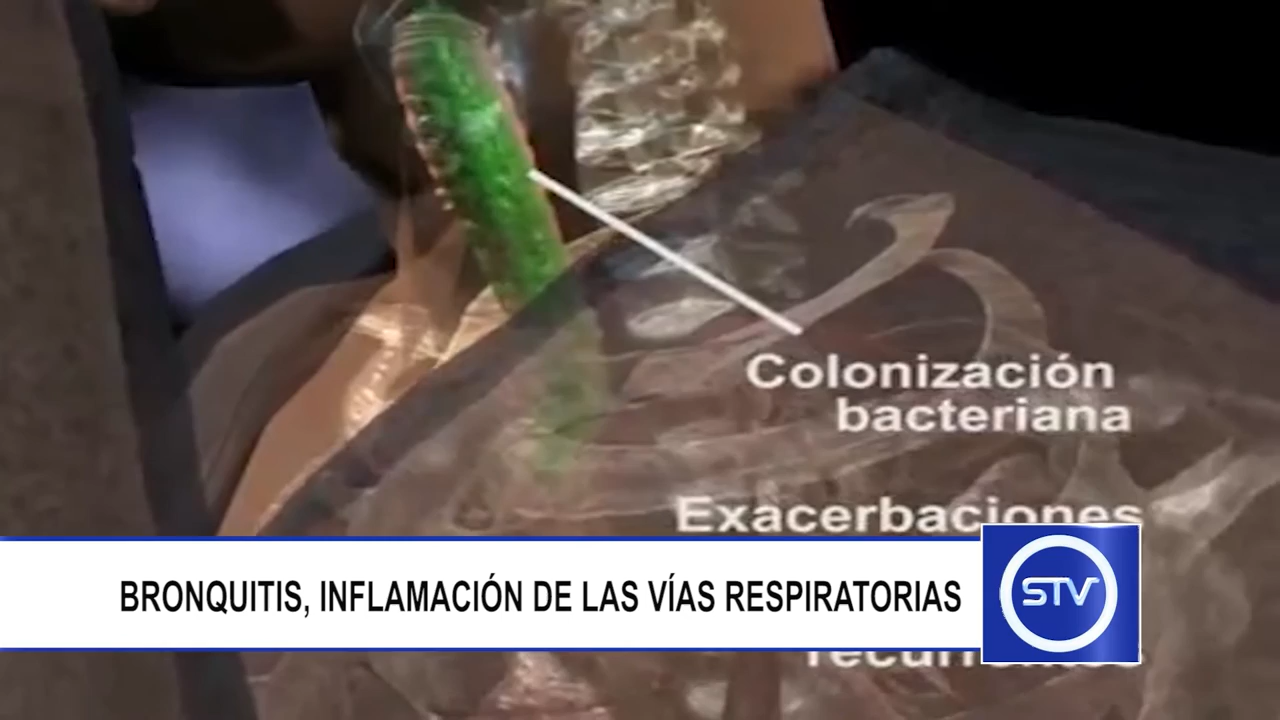 Colonización
bacteriana
Exacerbaciones
BRONQUITIS, INFLAMACIÓN DE LAS VÍAS RESPIRATORIAS
STV